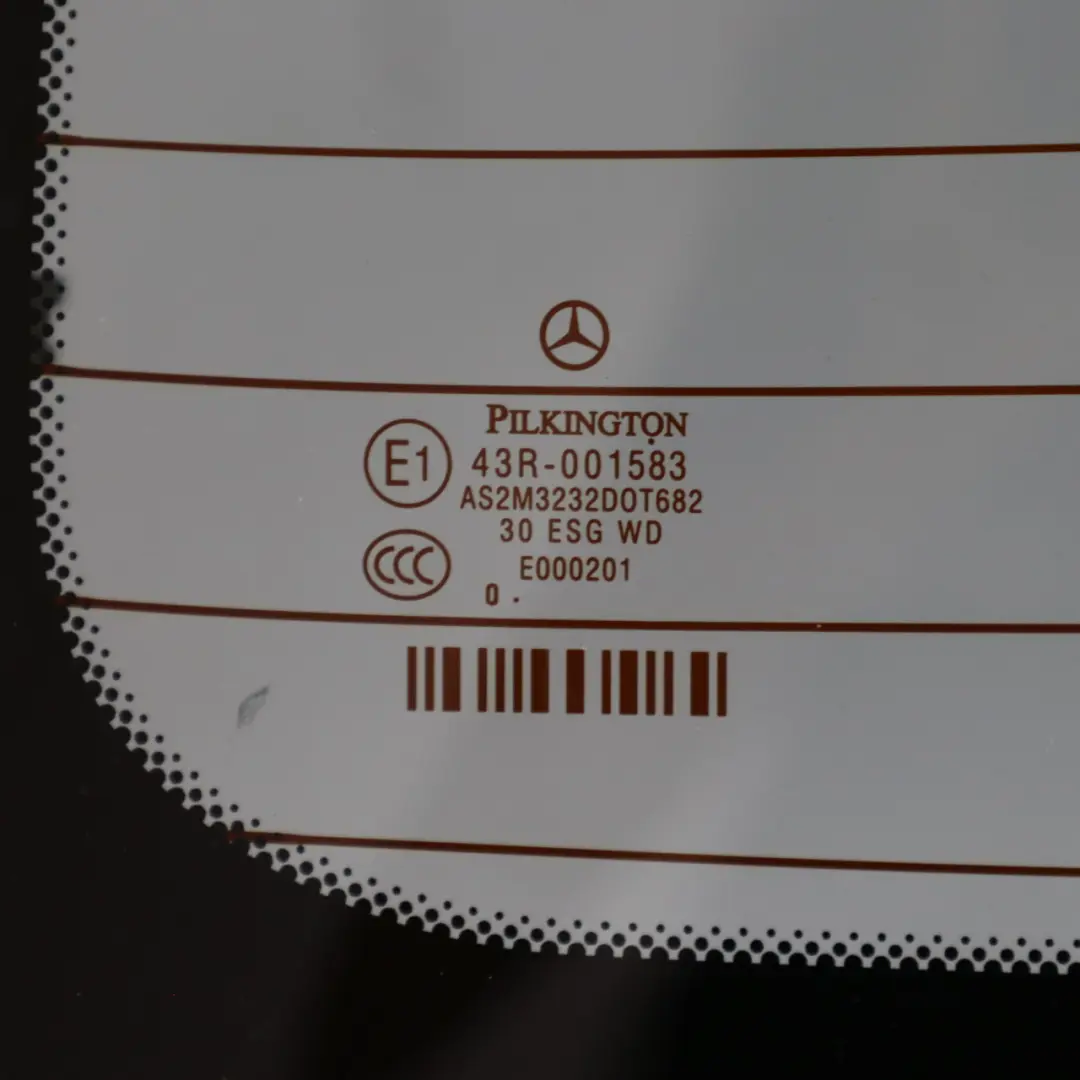 PILKINGTON
E1 43R-001583
AS2M3232DOT682
30 ESG WD
CCC E000201
0 .